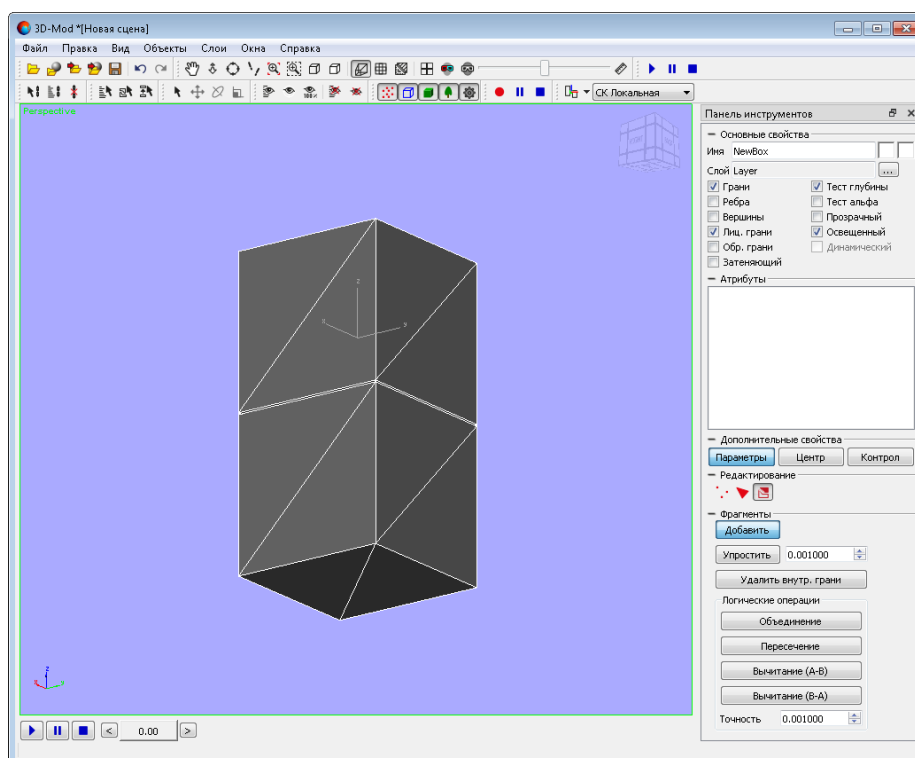 3D-Mod *[Новая сцена]
Файл Правка Вид Объекты Слои Окна Справка
СК Локальная
Perspective
Панель инструментов
Основные свойства
Имя NewBox
Слой Layer ...
Грани Тест глубины
Ребра Тест альфа
Вершины Прозрачный
Лиц. грани Освещенный
Обр. грани Динамический
Затеняющий
Атрибуты
Дополнительные свойства
Параметры Центр Контрол
Редактирование
Фрагменты
Добавить
Упростить 0.001000
Удалить внутр. грани
Логические операции
Объединение
Пересечение
Вычитание (A-B)
Вычитание (B-A)
Точность 0.001000
z
x y
z
x y
< 0.00 >